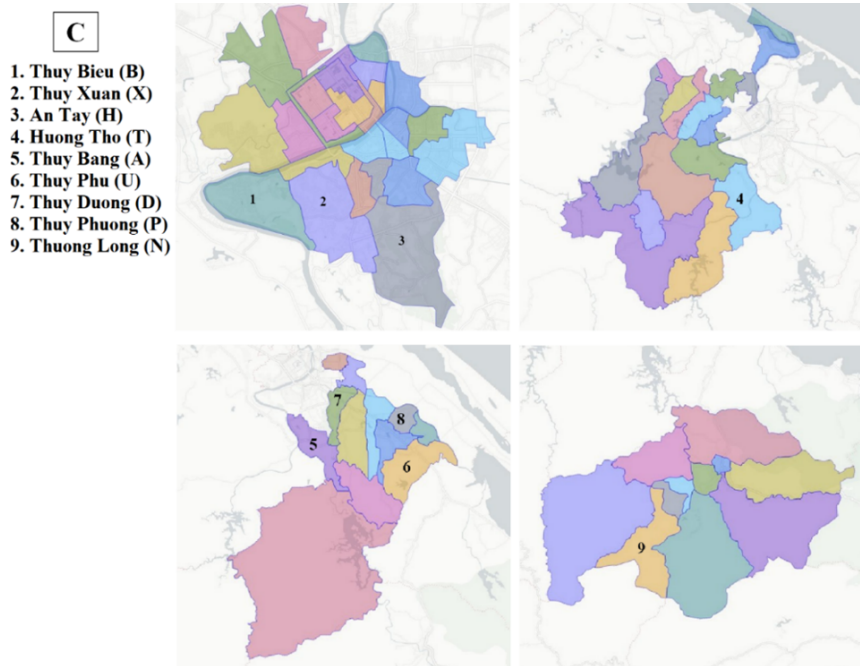 C
1. Thuy Bieu (B)
2. Thuy Xuan (X)
3. An Tay (H)
4. Huong Tho (T)
5. Thuy Bang (A)
6. Thuy Phu (U)
7. Thuy Duong (D)
8. Thuy Phuong (P)
9. Thuong Long (N)
1
2
3
4
5
7
8
6
9